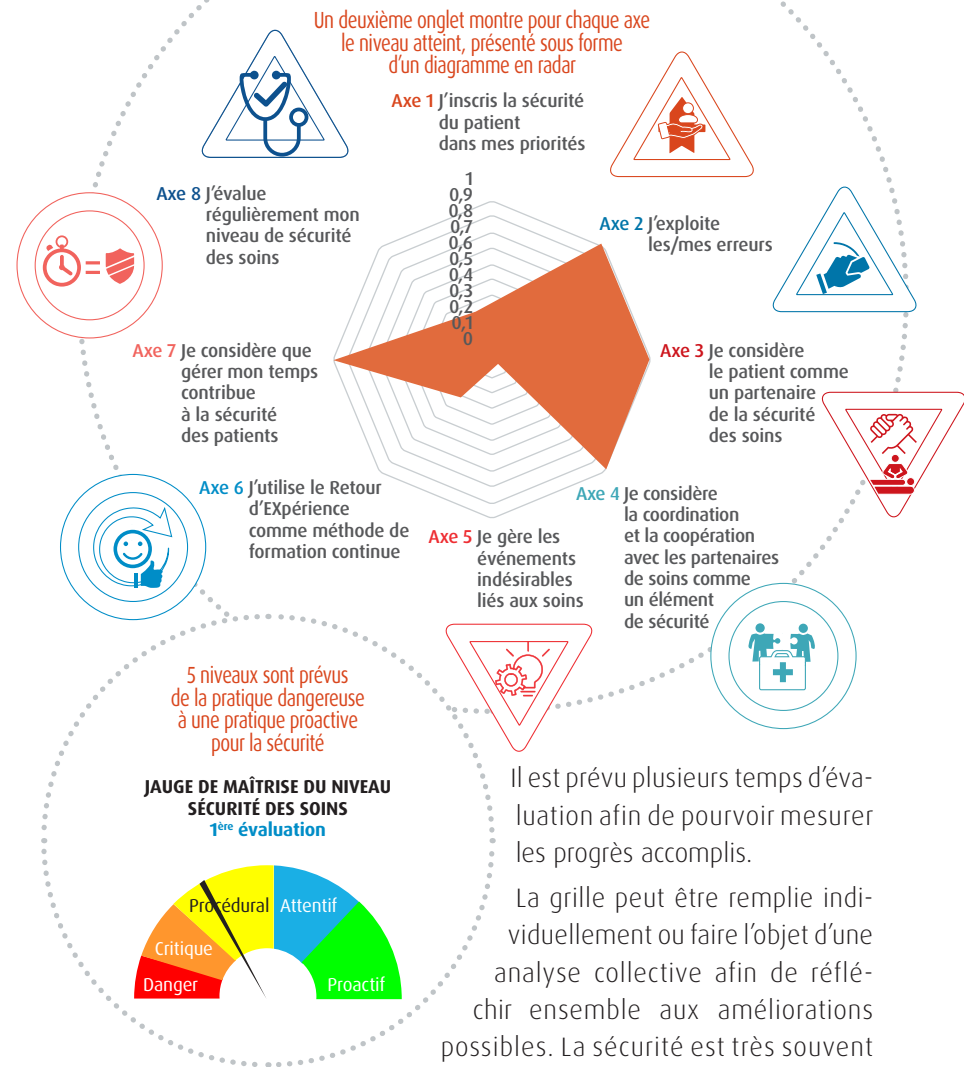 Un deuxième onglet montre pour chaque axe
le niveau atteint, présenté sous forme
d'un diagramme en radar
Axe 1 J'inscris la sécurité
du patient
dans mes priorités
Axe 2 J'exploite
les/mes erreurs
Axe 3 Je considère
le patient comme
un partenaire
de la sécurité
des soins
Axe 4 Je considère
la coordination
et la coopération
avec les partenaires
de soins comme
un élément
de sécurité
Axe 5 Je gère les
événements
indésirables
liés aux soins
Axe 6 J'utilise le Retour
d'EXpérience
comme méthode de
formation continue
Axe 7 Je considère que
gérer mon temps
contribue
à la sécurité
des patients
Axe 8 J'évalue
régulièrement mon
niveau de sécurité
des soins
1
0,9
0,8
0,7
0,6
0,5
0,4
0,3
0,2
0,1
0
5 niveaux sont prévus
de la pratique dangereuse
à une pratique proactive
pour la sécurité
JAUGE DE MAÎTRISE DU NIVEAU
SÉCURITÉ DES SOINS
1ère évaluation
Danger
Critique
Procédural
Attentif
Proactif
Il est prévu plusieurs temps d'éva-
luation afin de pourvoir mesurer
les progrès accomplis.
La grille peut être remplie indi-
viduellement ou faire l'objet d'une
analyse collective afin de réflé-
chir ensemble aux améliorations
possibles. La sécurité est très souvent